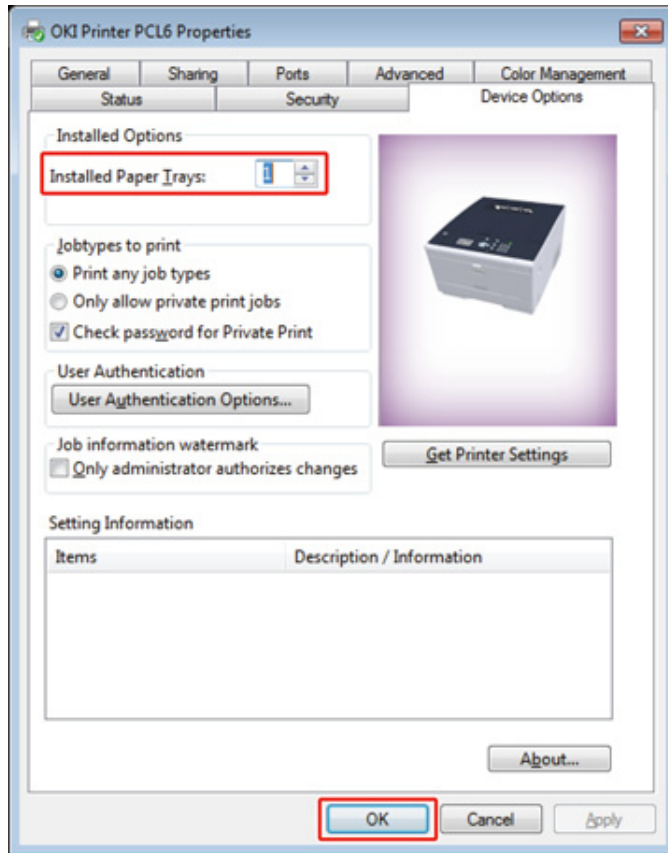 OKI Printer PCL6 Properties
General Sharing Ports Advanced Color Management
Status Security Device Options
Installed Options
Installed Paper Trays: 1
Jobtypes to print
Print any job types
Only allow private print jobs
Check password for Private Print
User Authentication
User Authentication Options...
Job information watermark
Only administrator authorizes changes
Get Printer Settings
Setting Information
Items Description / Information
About...
OK Cancel Apply